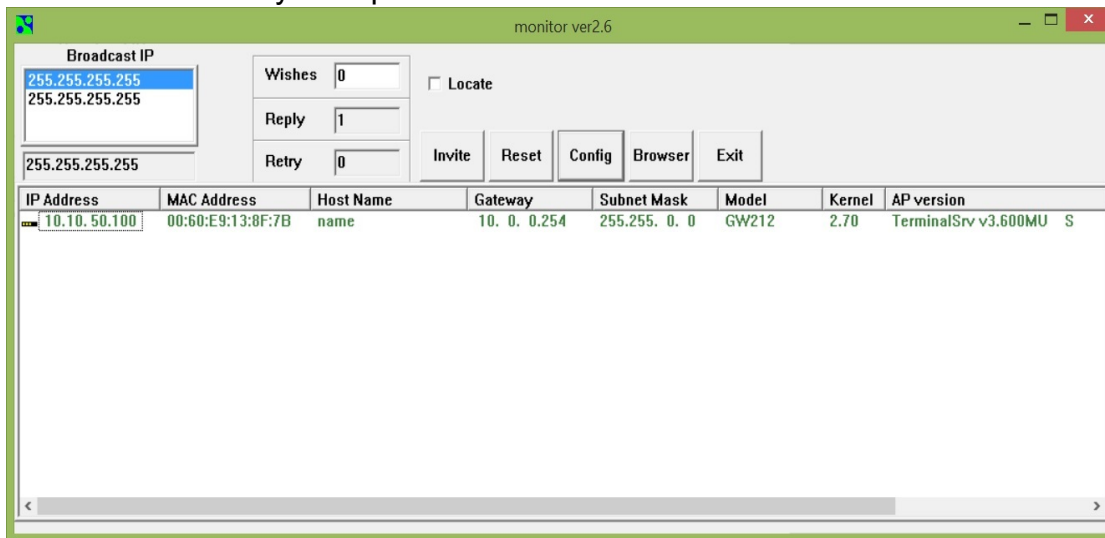 monitor ver2.6
Broadcast IP
255.255.255.255
255.255.255.255
255.255.255.255
Wishes 0
Reply 1
Retry 0
Locate
Invite Reset Config Browser Exit
IP Address MAC Address Host Name Gateway Subnet Mask Model Kernel AP version
10.10. 50.100 00:60:E9:13:8F:7B name 10. 0. 0.254 255.255. 0. 0 GW212 2.70 TerminalSrv v3.600MU S